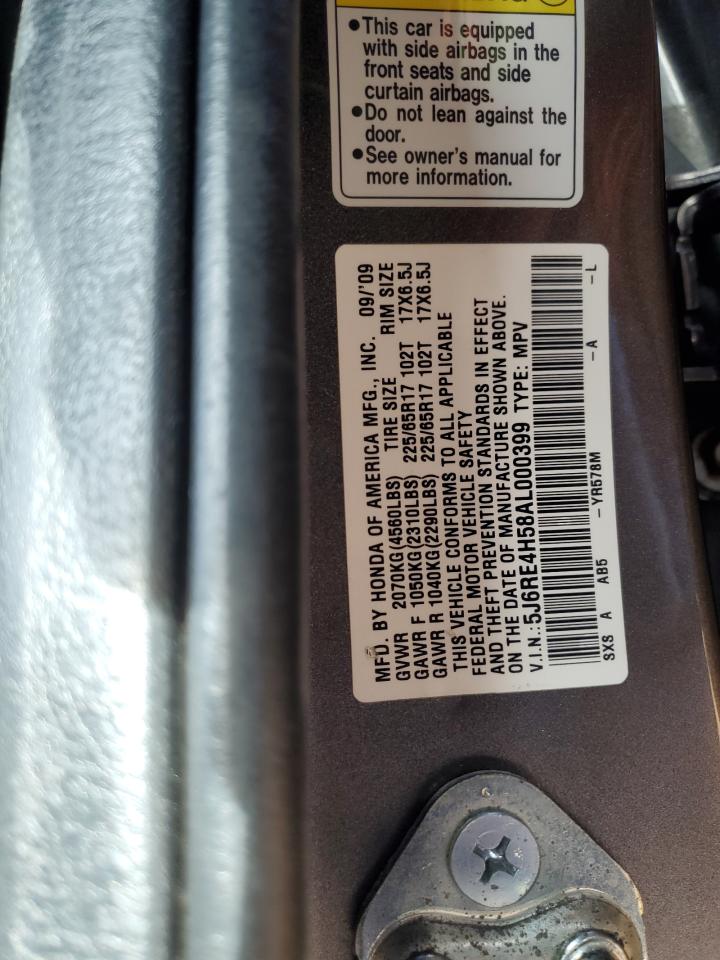 •This car is equipped
with side airbags in the
front seats and side
curtain airbags.
•Do not lean against the
door.
•See owner's manual for
more information.
MFD. BY HONDA OF AMERICA MFG., INC. 09/'09
GVWR 2070KG(4560LBS) TIRE SIZE RIM SIZE
GAWR F 1050KG(2310LBS) 225/65R17 102T 17X6.5J
GAWR R 1040KG(2290LBS) 225/65R17 102T 17X6.5J
THIS VEHICLE CONFORMS TO ALL APPLICABLE
FEDERAL MOTOR VEHICLE SAFETY
AND THEFT PREVENTION STANDARDS IN EFFECT
ON THE DATE OF MANUFACTURE SHOWN ABOVE.
V.I.N.:5J6RE4H58AL000399 TYPE: MPV
SXS A AB5 -YR578M -A -L